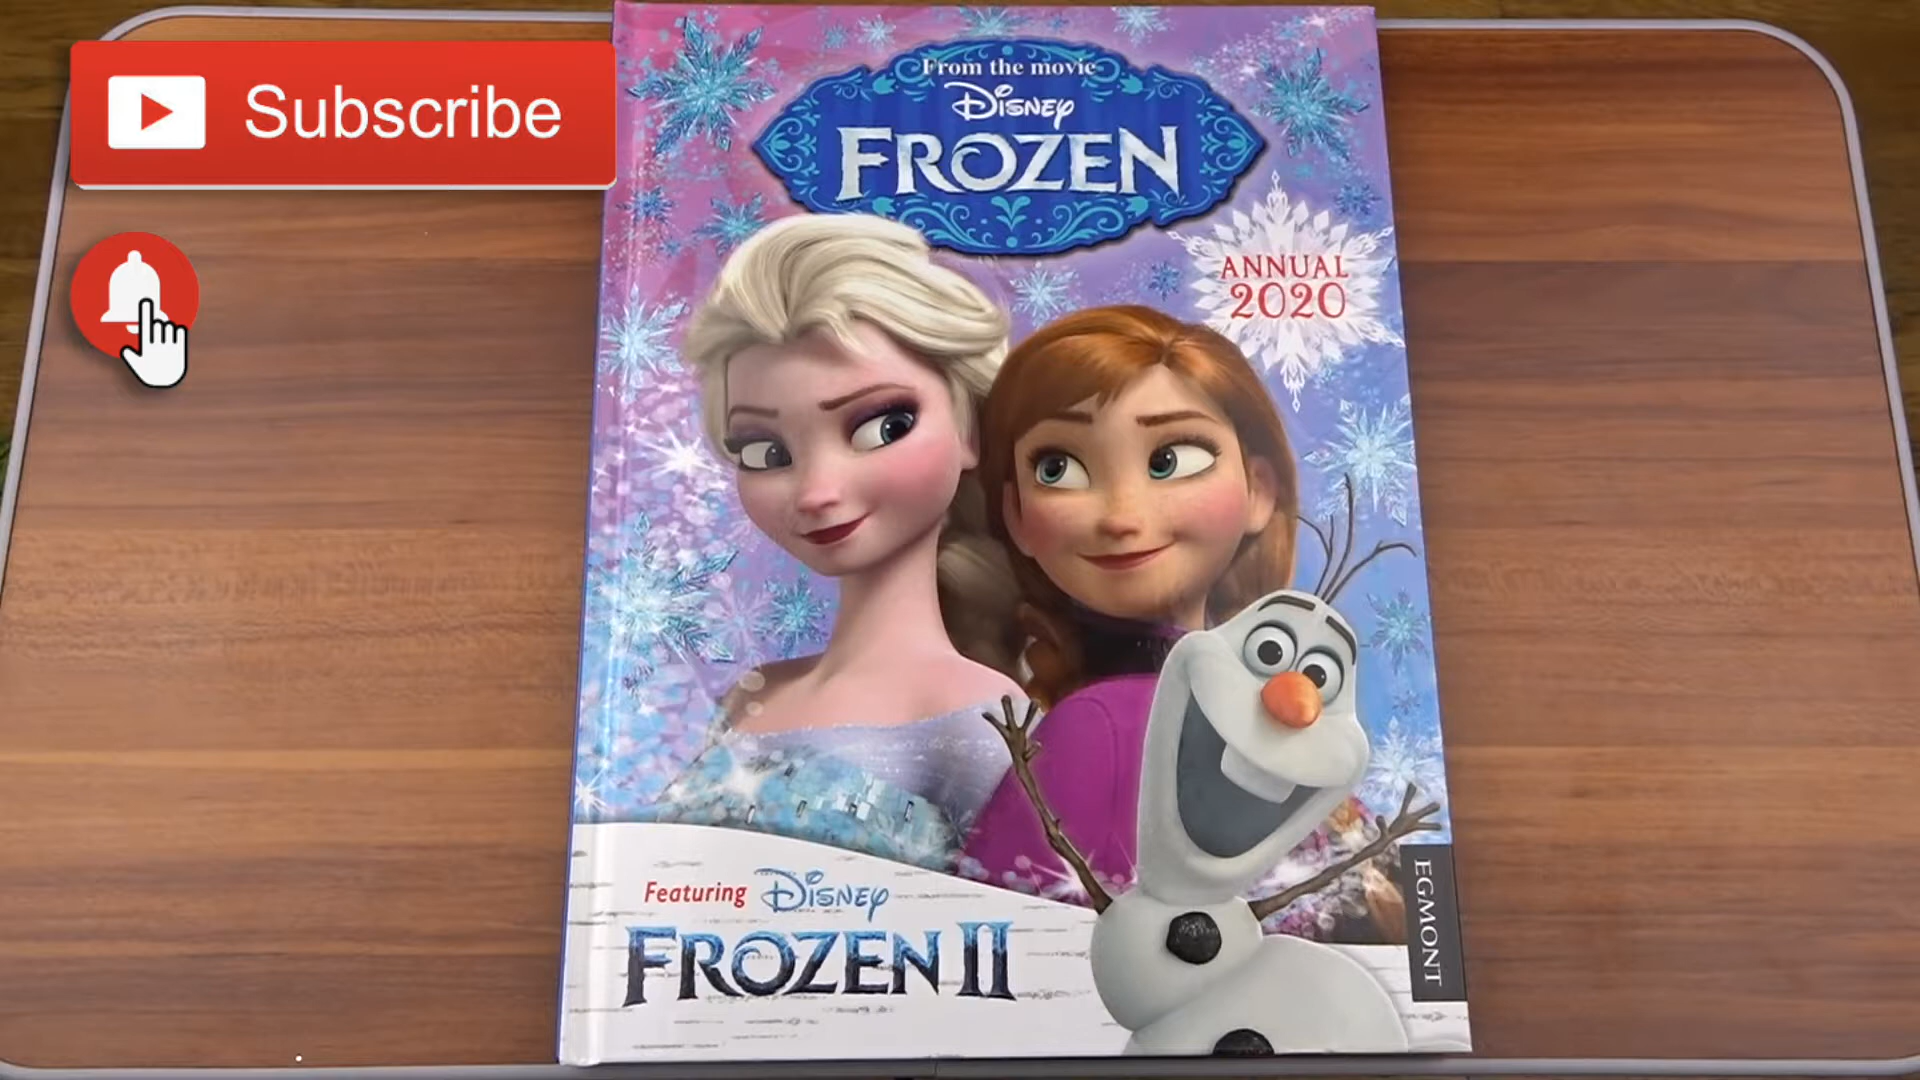 Subscribe
From the movie
Disney
FROZEN
ANNUAL
2020
Featuring Disney
FROZEN II
EGMONT